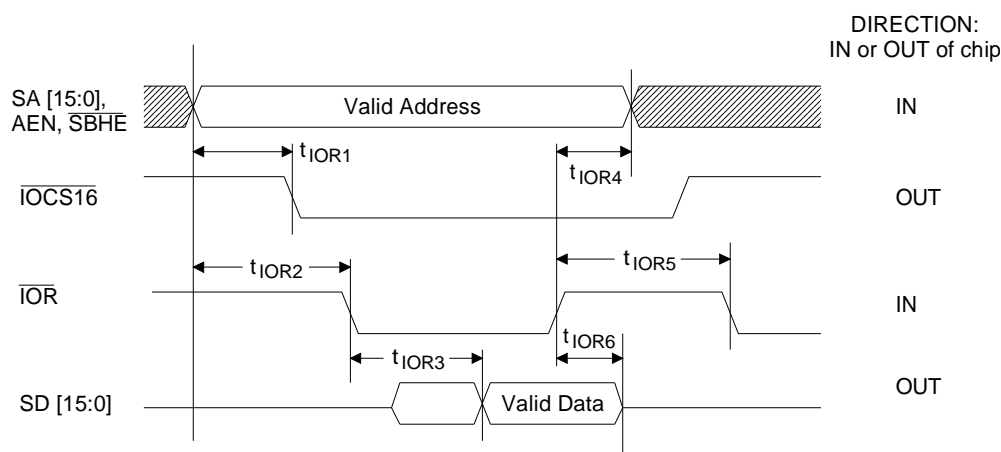 DIRECTION:
IN or OUT of chip
SA [15:0],
AEN, SBHE
Valid Address
IN
tIOR1
tIOR4
IOCS16
OUT
tIOR2
tIOR5
IOR
IN
tIOR3
tIOR6
OUT
SD [15:0]
Valid Data